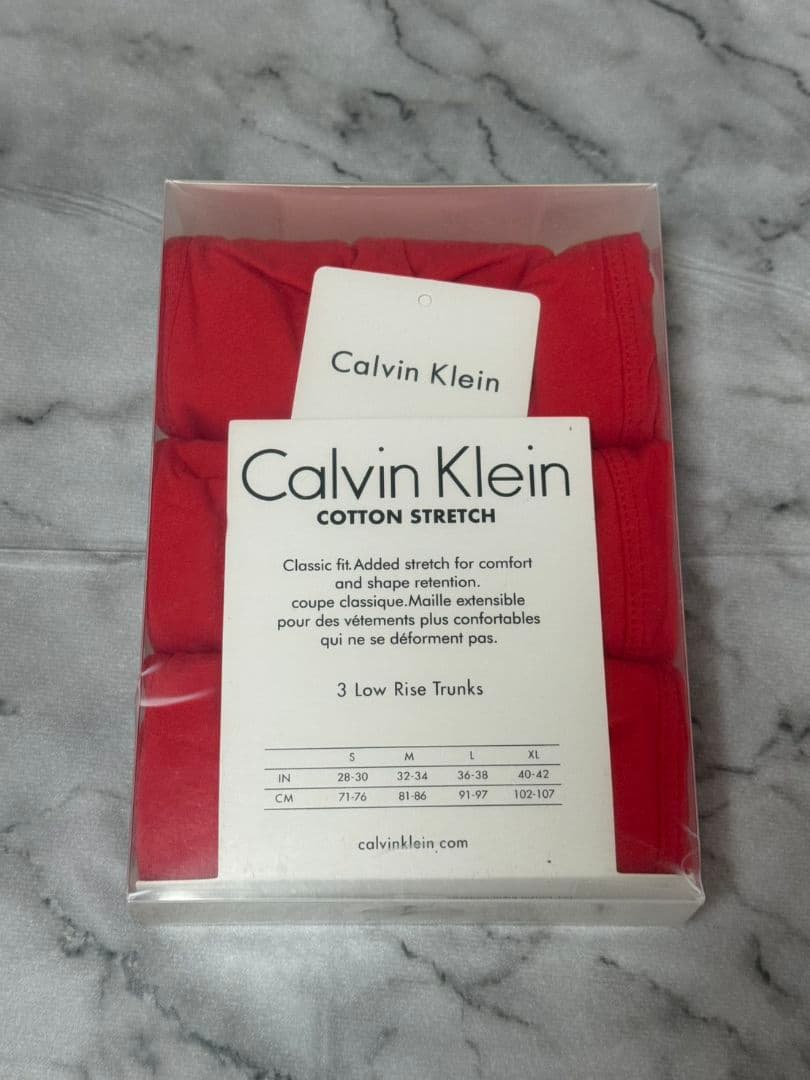 Calvin Klein
Calvin Klein
COTTON STRETCH
Classic fit.Added stretch for comfort
and shape retention.
coupe classique.Maille extensible
pour des vétements plus confortables
qui ne se déforment pas.
3 Low Rise Trunks
S M L XL
IN 28-30 32-34 36-38 40-42
CM 71-76 81-86 91-97 102-107
calvinklein.com